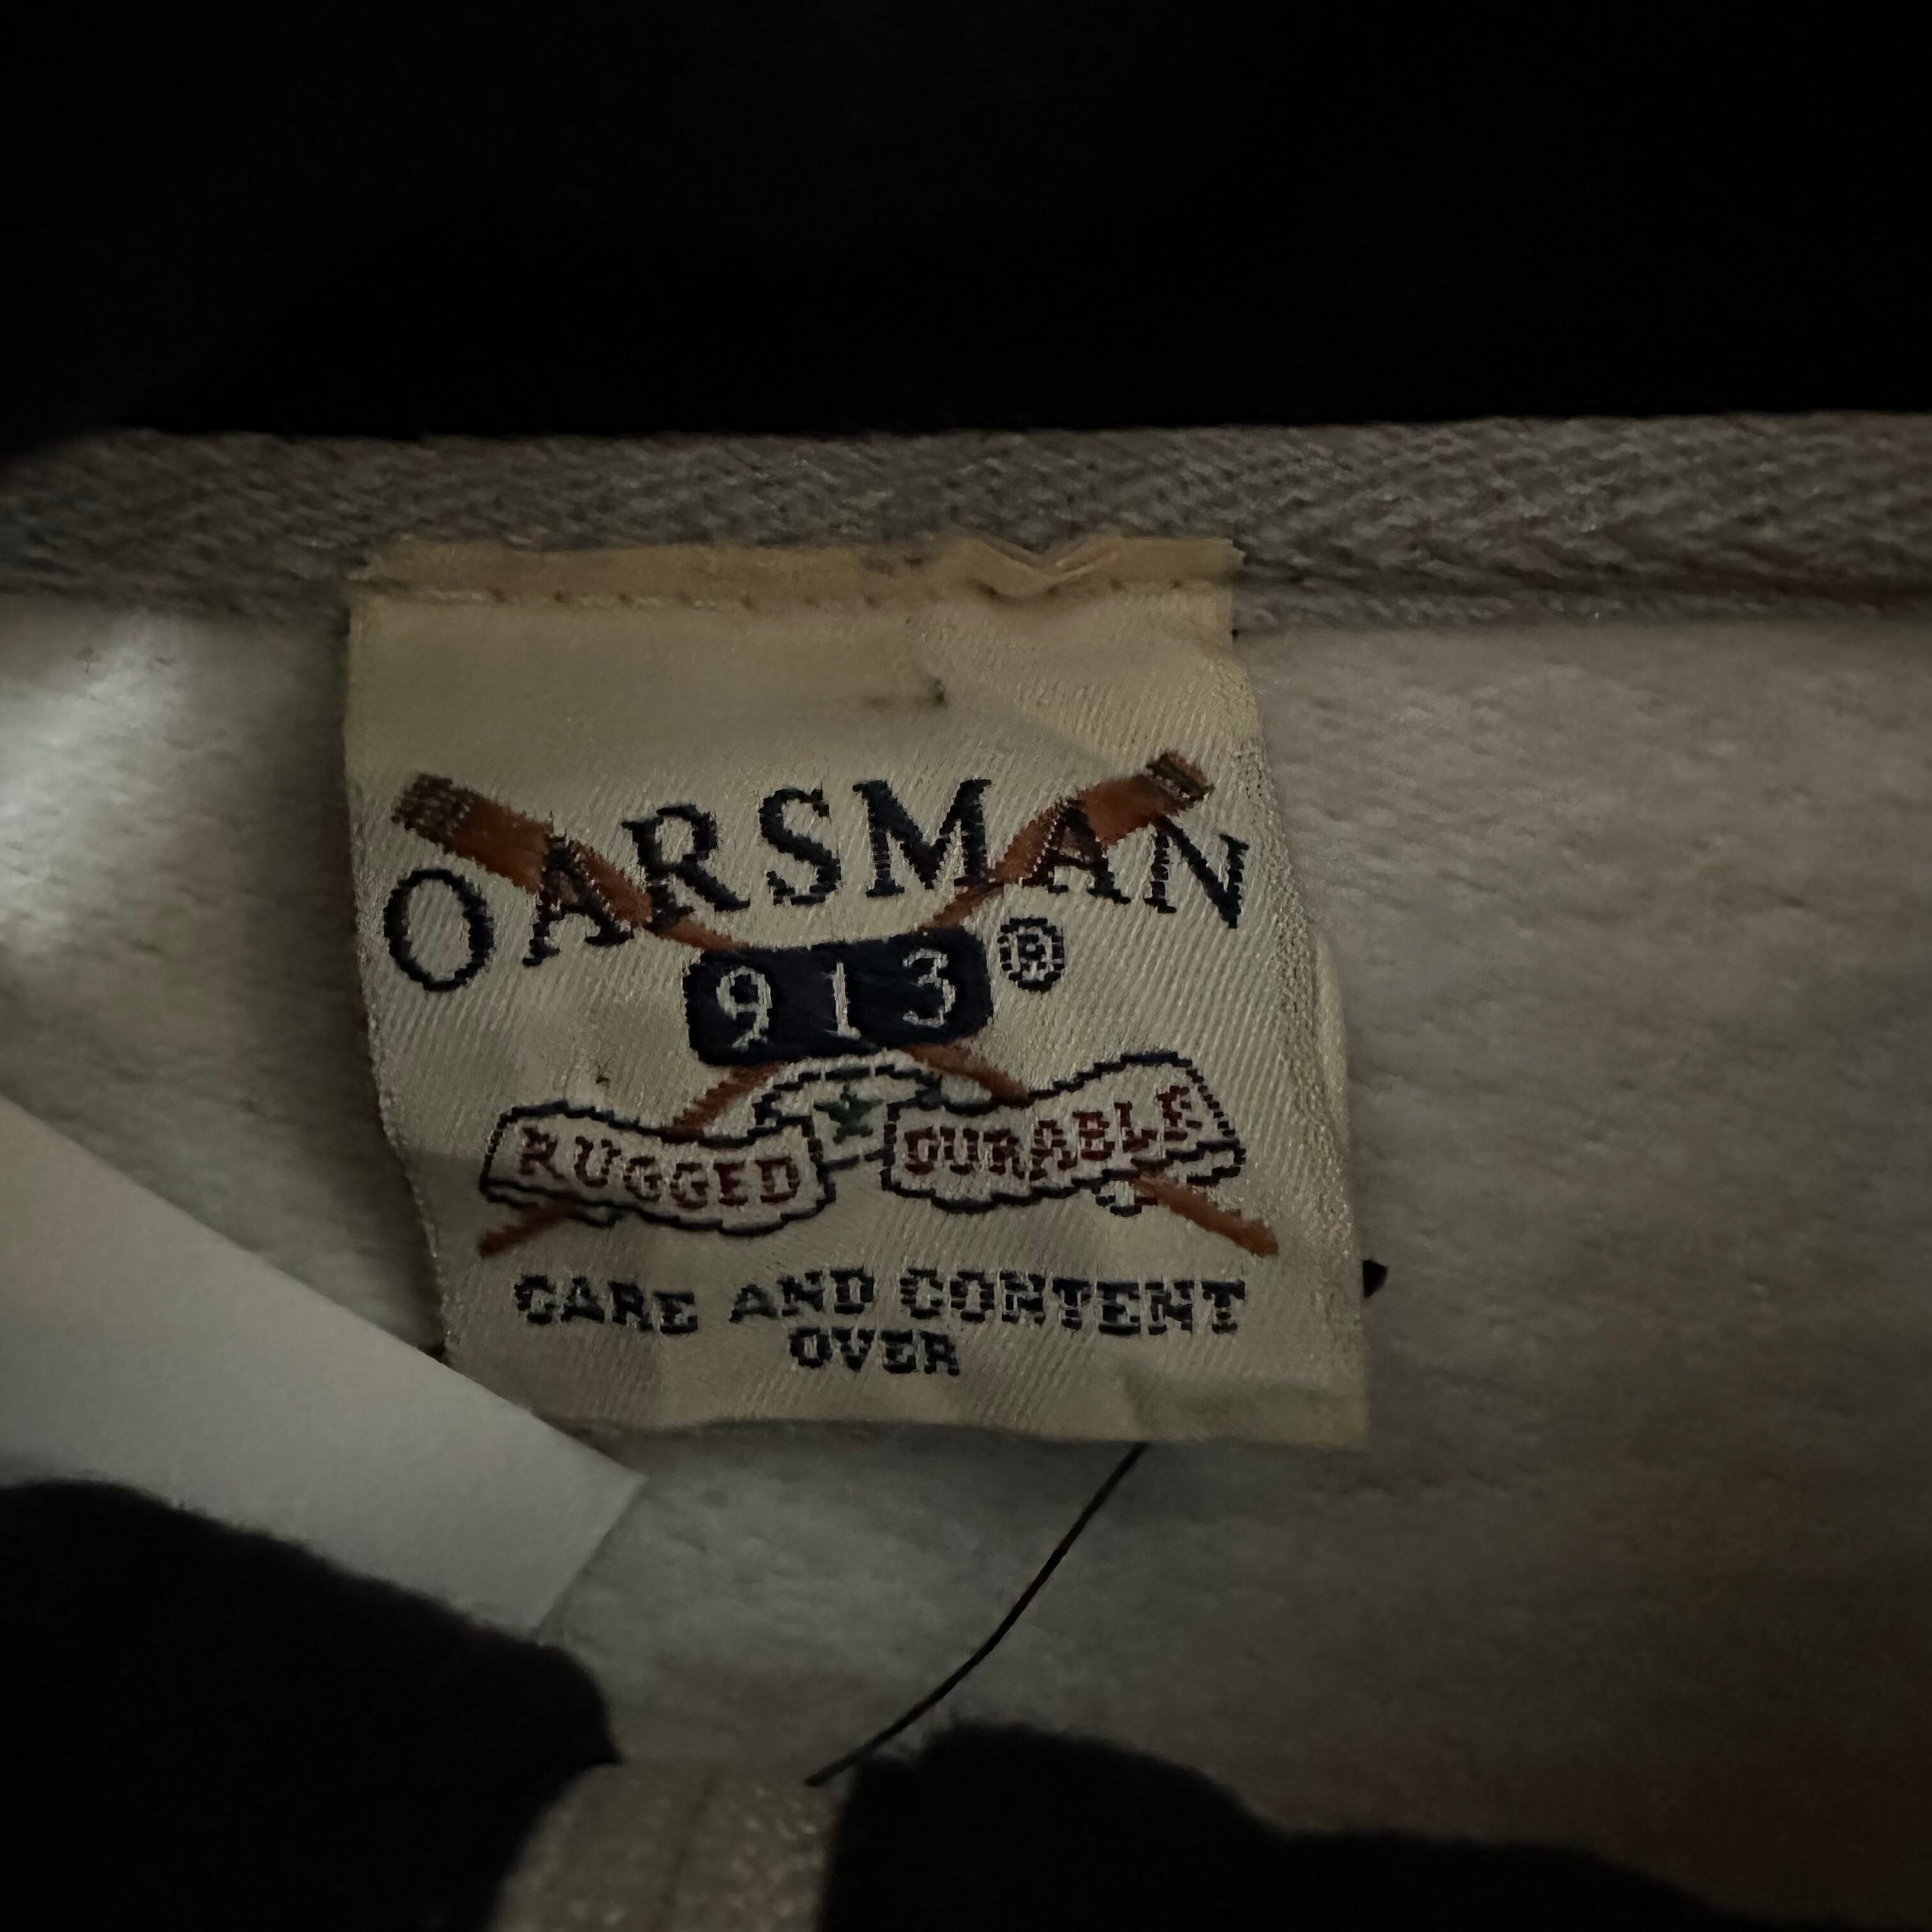 OARSMAN
913®
RUGGED DURABLE
CARE AND CONTENT
OVER